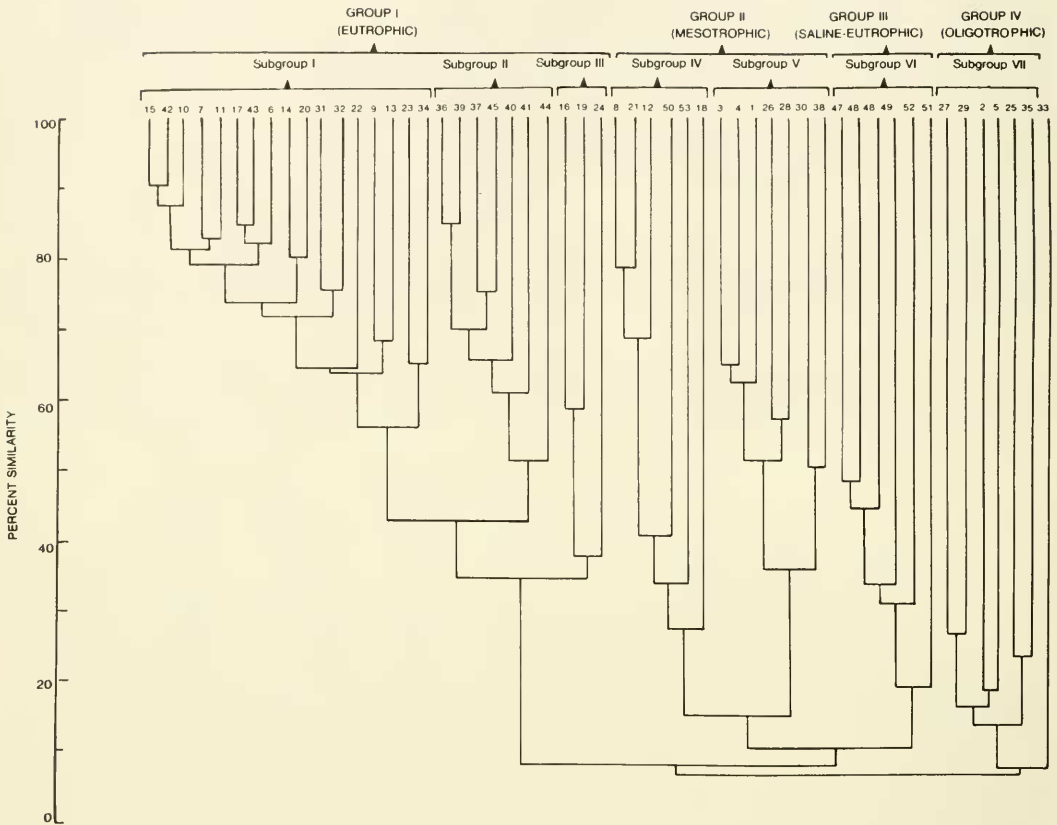 GROUP I GROUP II GROUP III GROUP IV
(EUTROPHIC) (MESOTROPHIC) (SALINE-EUTROPHIC) (OLIGOTROPHIC)
Subgroup I Subgroup II Subgroup III Subgroup IV Subgroup V Subgroup VI Subgroup VII
15 42 10 7 11 17 43 6 14 20 31 32 22 9 13 23 34 36 39 37 45 40 41 44 16 19 24 8 21 12 50 53 18 3 4 1 26 28 30 38 47 48 48 49 52 51 27 29 2 5 25 35 33
100
80
60
40
20
0
PERCENT SIMILARITY